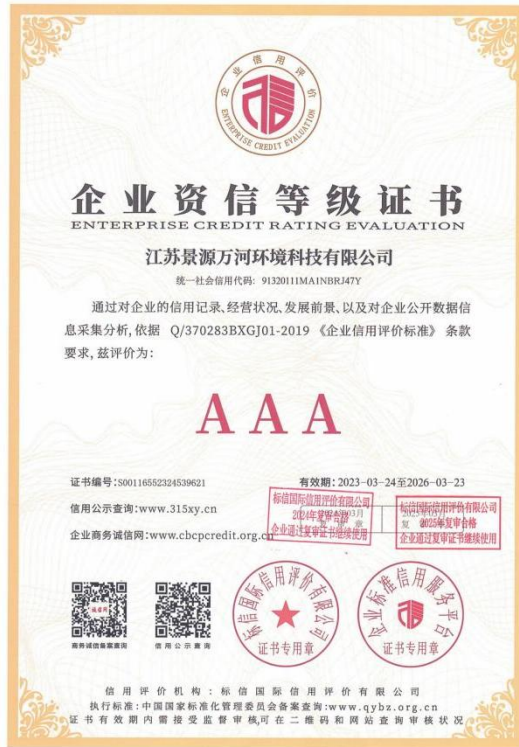 企业信用评价
ENTERPRISE CREDIT EVALUATION
企业资信等级证书
ENTERPRISE CREDIT RATING EVALUATION
江苏景源万河环境科技有限公司
统一社会信用代码: 91320111MA1NBRJ47Y
通过对企业的信用记录、经营状况、发展前景、以及对企业公开数据信
息采集分析,依据 Q/370283BXGJ01-2019 《企业信用评价标准》 条款
要求,兹评价为:
AAA
证书编号:S00116552324539621
有效期: 2023-03-24至2026-03-23
信用公示查询:www.315xy.cn
企业商务诚信网:www.cbcpcredit.org.cn
标信国际信用评价有限公司
2024年复审合格
企业通过复审证书继续使用
标信国际信用评价有限公司
2025年复审合格
企业通过复审证书继续使用
商务诚信备案查询
信用公示查询
标信国际信用评价有限公司
证书专用章
企业标准信用服务平台
证书专用章
信用评价机构:标信国际信用评价有限公司
执行标准:中国国家标准化管理委员会备案查询:www.qybz.org.cn
证书有效期内需接受监督审核,可在二维码和网站查询审核状况